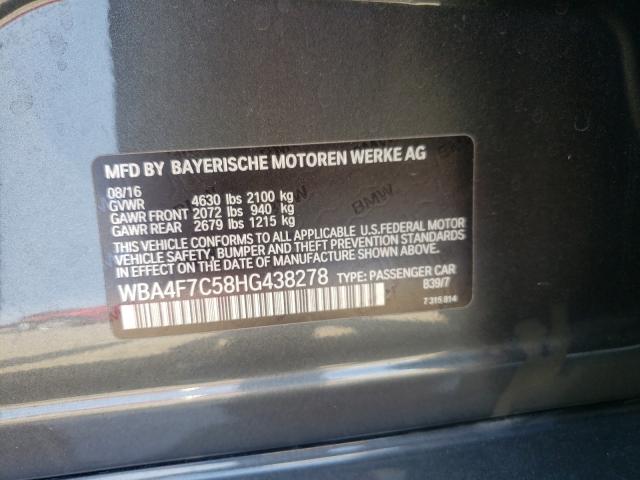 MFD BY BAYERISCHE MOTOREN WERKE AG
08/16
GVWR 4630 lbs 2100 kg
GAWR FRONT 2072 lbs 940 kg
GAWR REAR 2679 lbs 1215 kg
THIS VEHICLE CONFORMS TO ALL APPLICABLE U.S.FEDERAL MOTOR
VEHICLE SAFETY, BUMPER, AND THEFT PREVENTION STANDARDS
IN EFFECT ON THE DATE OF MANUFACTURE SHOWN ABOVE.
WBA4F7C58HG438278 TYPE: PASSENGER CAR
B39/7
7 315 814
BMW